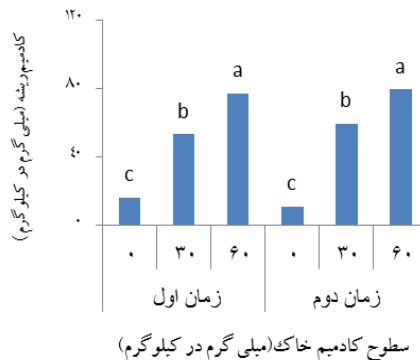 کادمیم ریشه (میلی گرم در کیلوگرم)
۱۲۰
۸۰
۴۰
۰
c b a c b a
۰ ۳۰ ۶۰ ۰ ۳۰ ۶۰
زمان اول
زمان دوم
سطوح کادمیم خاک(میلی گرم در کیلوگرم)